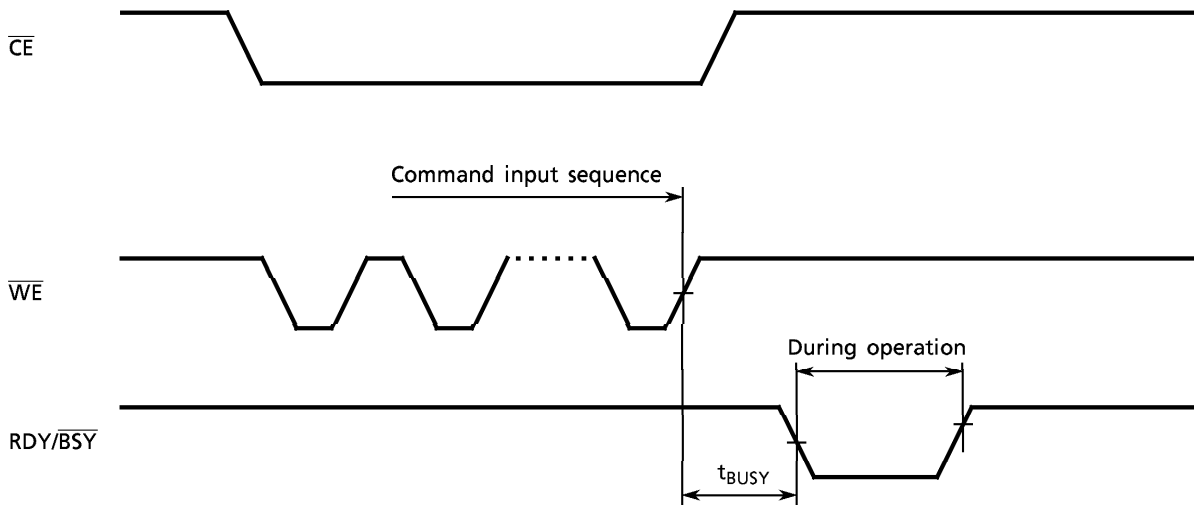 CE
Command input sequence
WE
During operation
RDY/BSY
tBUSY